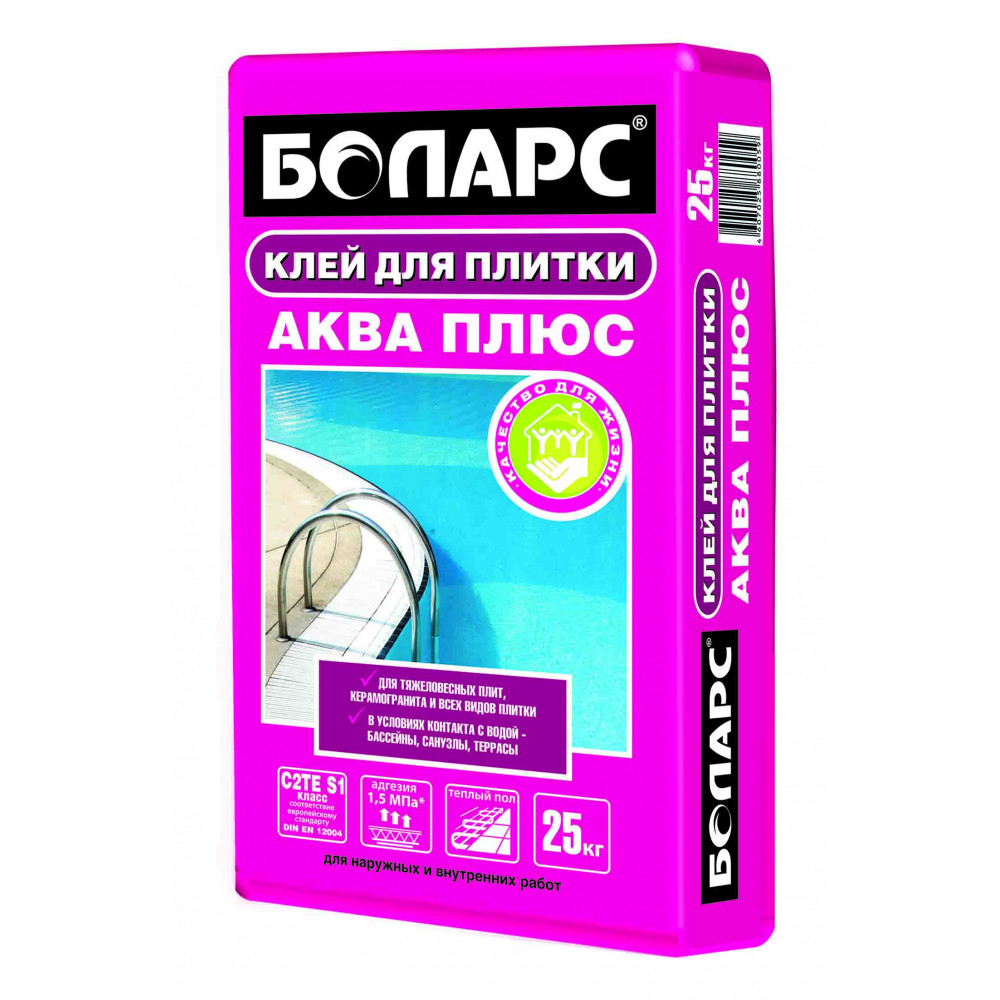 БОЛАРС®
КЛЕЙ ДЛЯ ПЛИТКИ
АКВА ПЛЮС
· КАЧЕСТВО ДЛЯ ЖИЗНИ ·
ДЛЯ ТЯЖЕЛОВЕСНЫХ ПЛИТ,
КЕРАМОГРАНИТА И ВСЕХ ВИДОВ ПЛИТКИ
В УСЛОВИЯХ КОНТАКТА С ВОДОЙ -
БАССЕЙНЫ, САНУЗЛЫ, ТЕРРАСЫ
C2TE S1
класс
соответствие
европейскому
стандарту
DIN EN 12004
адгезия
1,5 МПа*
теплый пол
25кг
для наружных и внутренних работ
25кг
4607025880059
КЛЕЙ ДЛЯ ПЛИТКИ
АКВА ПЛЮС
БОЛАРС®